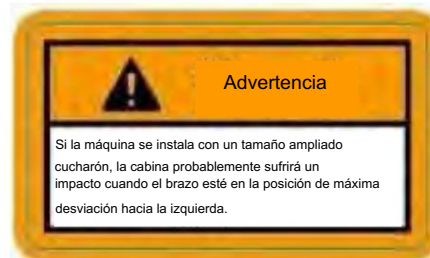 Advertencia
Si la máquina se instala con un tamaño ampliado
cucharón, la cabina probablemente sufrirá un
impacto cuando el brazo esté en la posición de máxima
desviación hacia la izquierda.